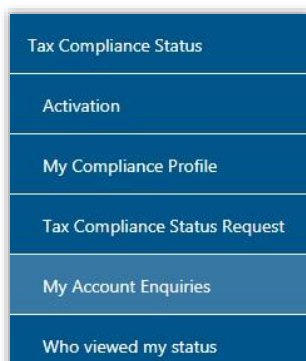 Tax Compliance Status
Activation
My Compliance Profile
Tax Compliance Status Request
My Account Enquiries
Who viewed my status